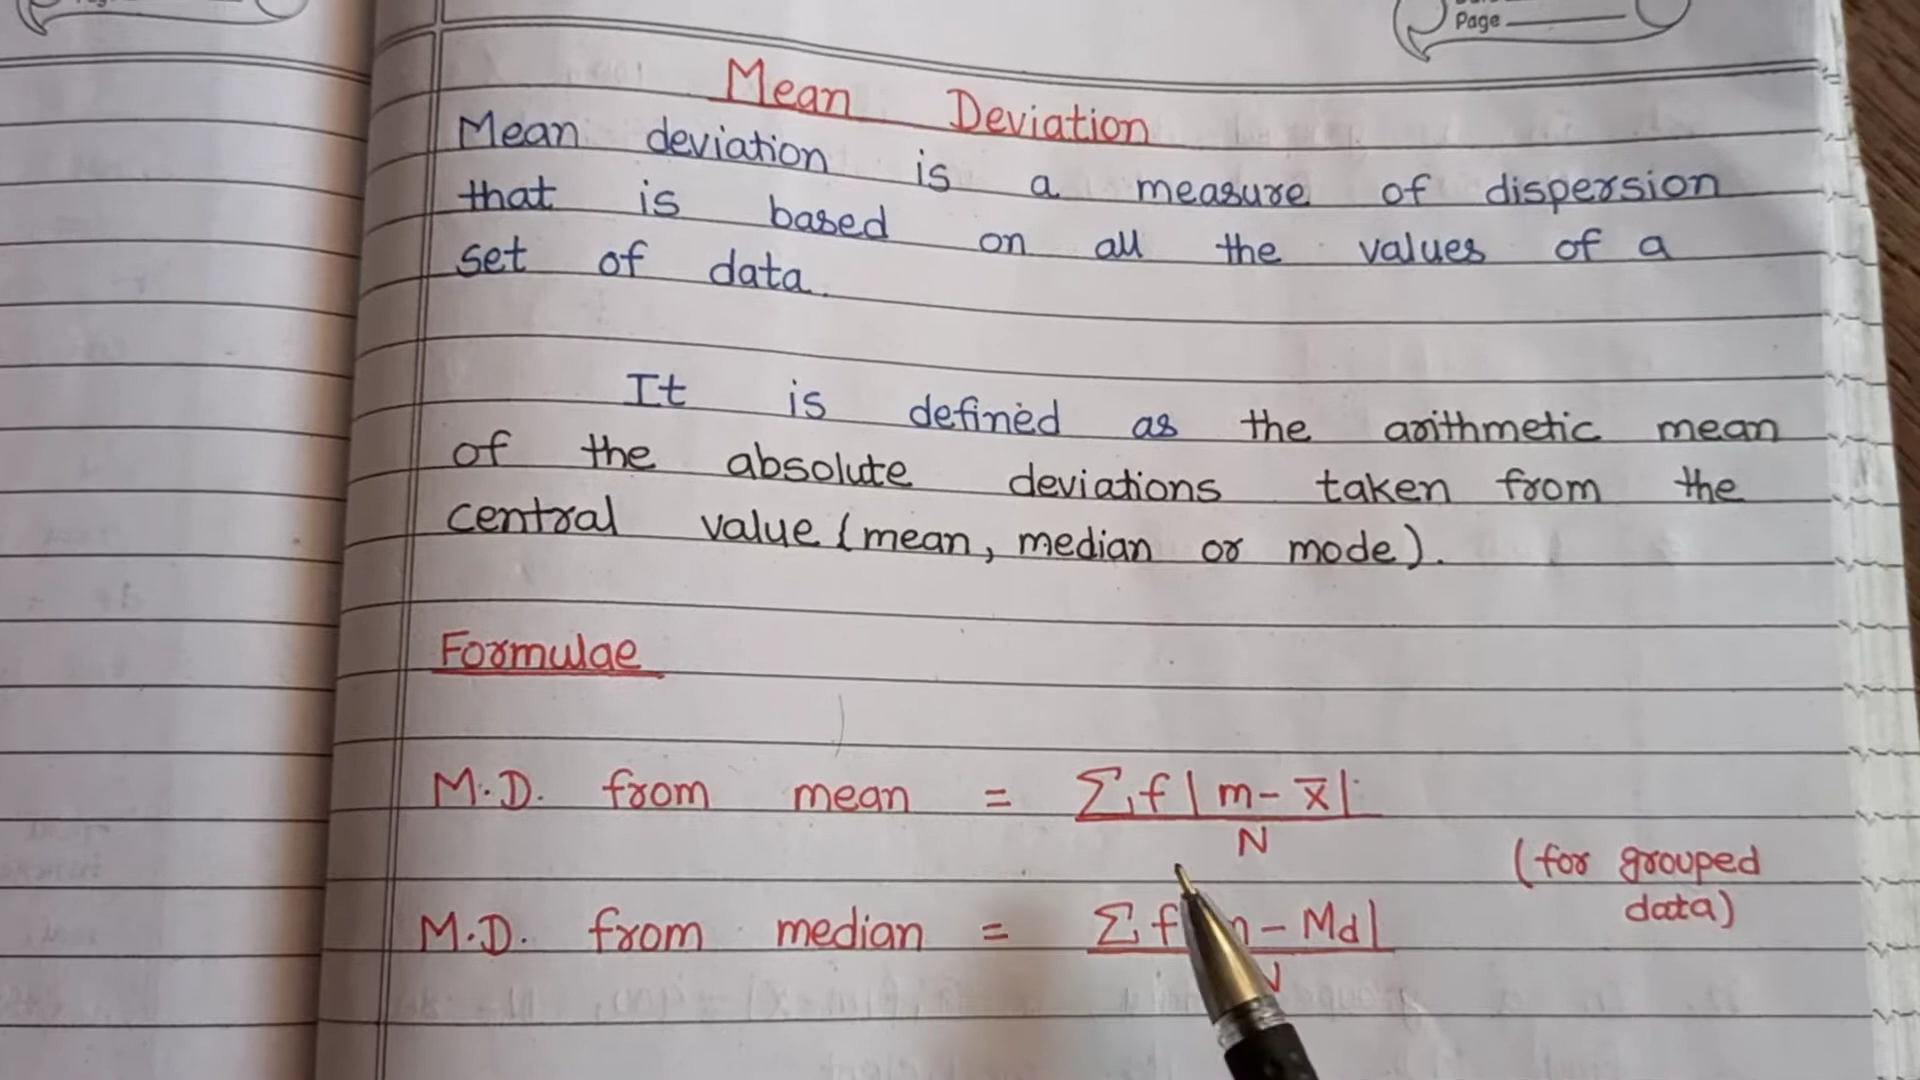 Page
Mean Deviation
Mean deviation is a measure of dispersion
that is based on all the values of a
set of data.
It is defined as the arithmetic mean
of the absolute deviations taken from the
central value (mean, median or mode).
Formulae
M.D. from mean = Σf|m-x̄|
N
(for grouped
data)
M.D. from median = Σf - Md|
N